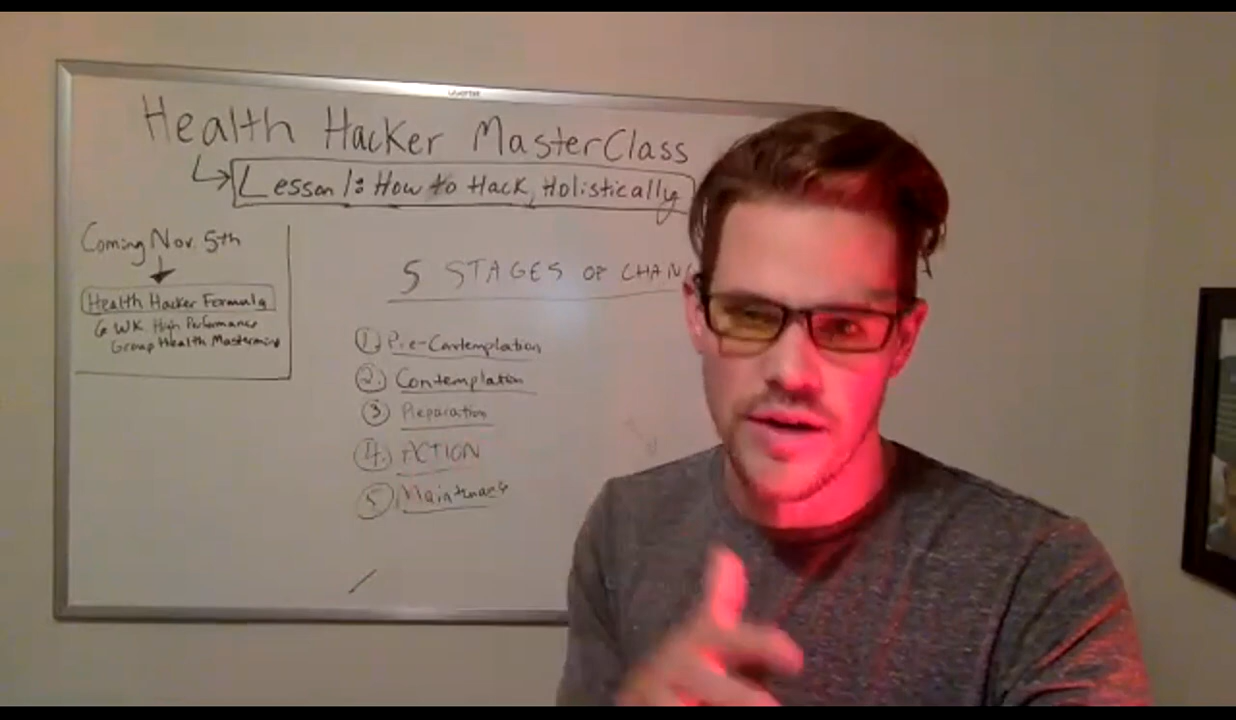 Health Hacker MasterClass
Lesson 1: How to Hack, Holistically
Coming Nov. 5th
Health Hacker Formula
6 WK High Performance
Group Health Mastermind
5 STAGES OF CHANG
1. Pre-Contemplation
2. Contemplation
3 Preparation
4. ACTION
5 Maintenance